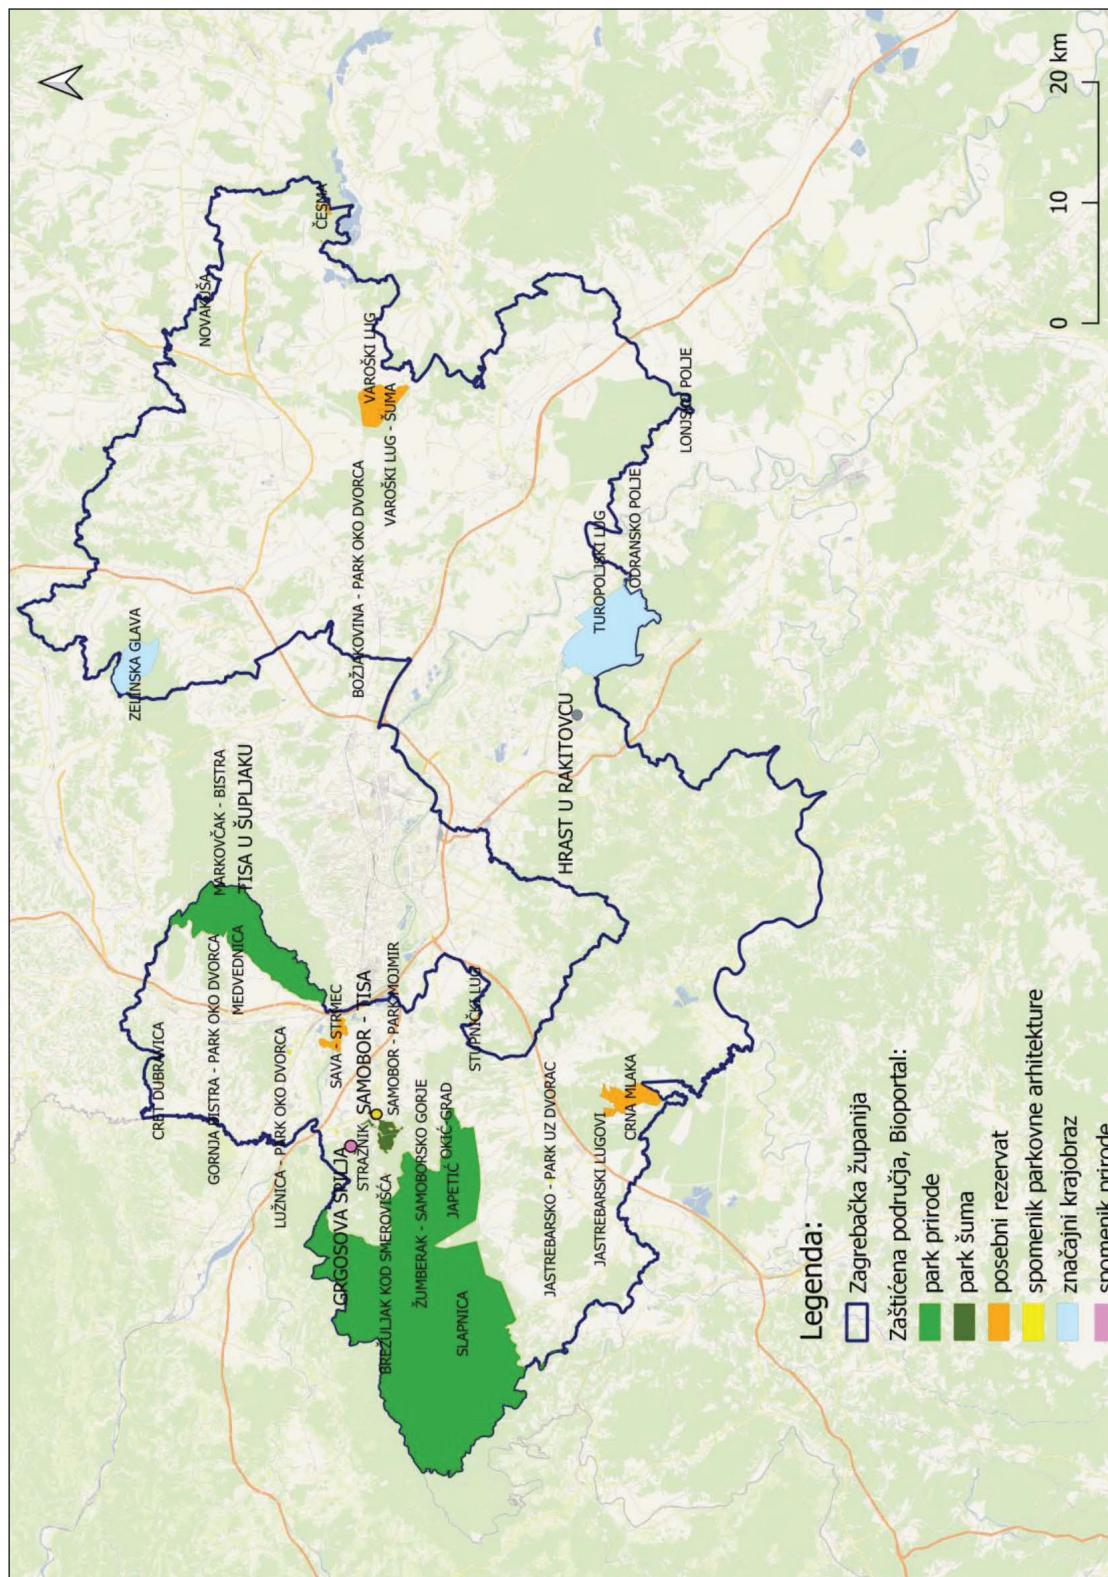 ČESMA
NOVAKUŠA
VAROŠKI LUG
VAROŠKI LUG - ŠUMA
BOŽJAKOVINA - PARK OKO DVORCA
ZELINSKA GLAVA
LONJSKO POLJE
ODRANSKO POLJE
TUROPOLJSKI LUG
HRAST U RAKITOVCU
MARKOVČAK - BISTRA
TISA U ŠUPLJAKU
MEDVEDNICA
GORNJA BISTRA - PARK OKO DVORCA
CRET DUBRAVICA
LUŽNICA - PARK OKO DVORCA
SAVA - STRMEC
SAMOBOR - TISA
SAMOBOR - PARK MOJMIR
STRAŽNIK
GRGOSOVA ŠPILJA
BREŽULJAK KOD SMEROVIŠĆA
ŽUMBERAK - SAMOBORSKO GORJE
JAPETIĆ
OKIĆ-GRAD
SLAPNICA
STUPNIČKI LUG
JASTREBARSKO - PARK UZ DVORAC
JASTREBARSKI LUGOVI
CRNA MLAKA
0 10 20 km
Legenda:
Zagrebačka županija
Zaštićena područja, Bioportal:
park prirode
park šuma
posebni rezervat
spomenik parkovne arhitekture
značajni krajobraz
spomenik prirode